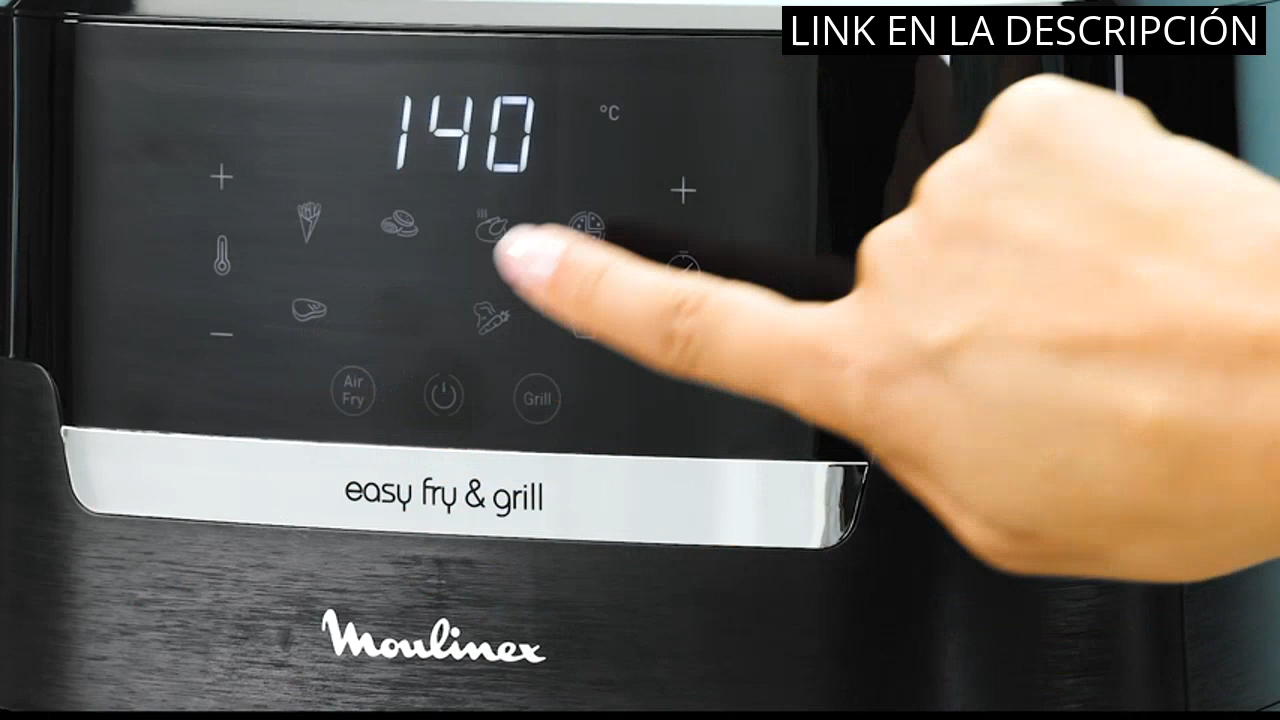 LINK EN LA DESCRIPCIÓN
140 °C
Air
Fry
Grill
easy fry & grill
Moulinex